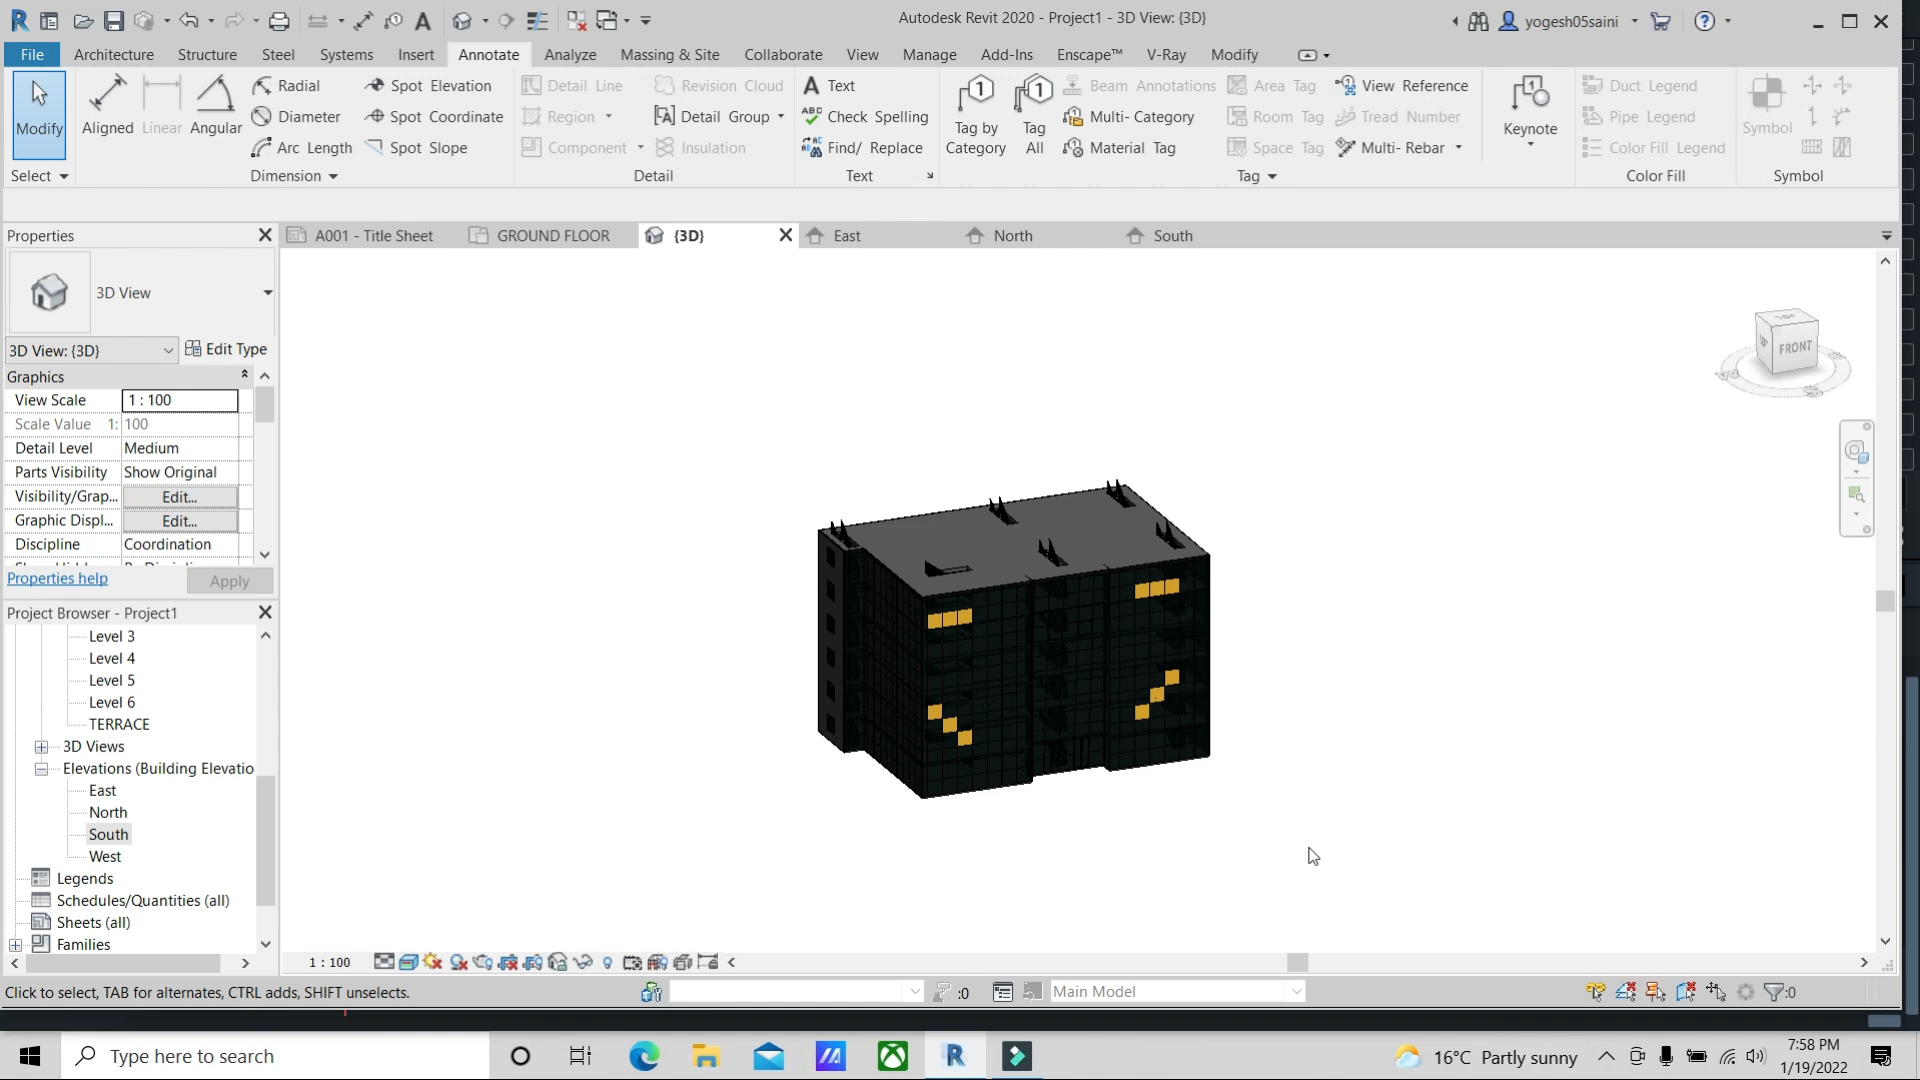 Autodesk Revit 2020 - Project1 - 3D View: {3D}
yogesh05saini
File Architecture Structure Steel Systems Insert Annotate Analyze Massing & Site Collaborate View Manage Add-Ins Enscape™ V-Ray Modify
Modify
Select
Aligned Linear Angular
Radial
Diameter
Arc Length
Spot Elevation
Spot Coordinate
Spot Slope
Dimension
Detail Line
Region
Component
Revision Cloud
Detail Group
Insulation
Detail
Text
Check Spelling
Find/ Replace
Text
Tag by
Category
Tag
All
Beam Annotations
Multi- Category
Material Tag
Area Tag
Room Tag
Space Tag
View Reference
Tread Number
Multi- Rebar
Tag
Keynote
Duct Legend
Pipe Legend
Color Fill Legend
Color Fill
Symbol
Symbol
Properties
A001 - Title Sheet GROUND FLOOR {3D} East North South
3D View
3D View: {3D} Edit Type
Graphics
View Scale 1 : 100
Scale Value 1: 100
Detail Level Medium
Parts Visibility Show Original
Visibility/Grap... Edit...
Graphic Displ... Edit...
Discipline Coordination
Properties help Apply
Project Browser - Project1
Level 3
Level 4
Level 5
Level 6
TERRACE
3D Views
Elevations (Building Elevatio
East
North
South
West
Legends
Schedules/Quantities (all)
Sheets (all)
Families
TOP
FRONT
1 : 100
Click to select, TAB for alternates, CTRL adds, SHIFT unselects.
:0
Main Model
:0
Type here to search
16°C Partly sunny
7:58 PM
1/19/2022